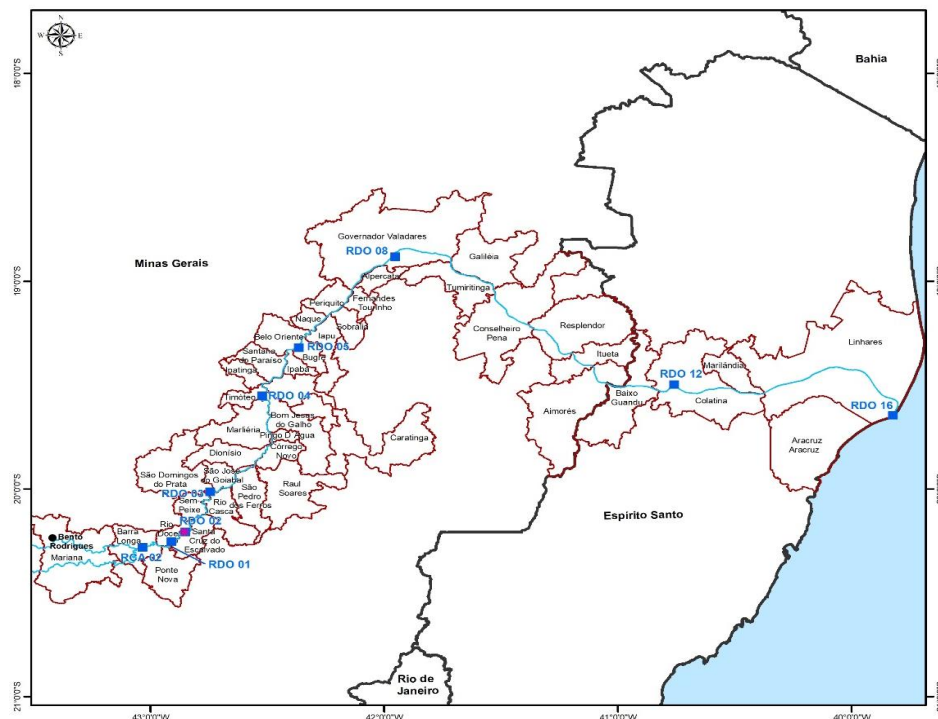 N
W
E
S
Bahia
18°0'0"S
Minas Gerais
Governador Valadares
RDO 08
Galiléia
19°0'0"S
Alpercata
Tumiritinga
Periquito
Fernandes
Tourinho
Naque
Sobrália
Conselheiro
Pena
Resplendor
Belo Oriente
Iapu
RDO 05
Santana
do Paraíso
Bugre
Itueta
Ipatinga
Ipaba
Linhares
Marilândia
RDO 12
Baixo
Guandu
Colatina
Timóteo
RDO 04
Aimorés
RDO 16
Marliéria
Bom Jesus
do Galho
Pingo D'Água
Córrego
Novo
Caratinga
Aracruz
Aracruz
Dionísio
São Domingos
do Prata
São José
do Goiabal
Raul
Soares
20°0'0"S
RDO 03
São
Pedro
dos Ferros
Sem-
Peixe
Rio
Casca
RDO 02
Espírito Santo
Bento
Rodrigues
Mariana
Barra
Longa
Rio
Doce
Santa
Cruz do
Escalvado
RCA 02
RDO 01
Ponte
Nova
Rio de
Janeiro
21°0'0"S
43°0'0"W
42°0'0"W
41°0'0"W
40°0'0"W